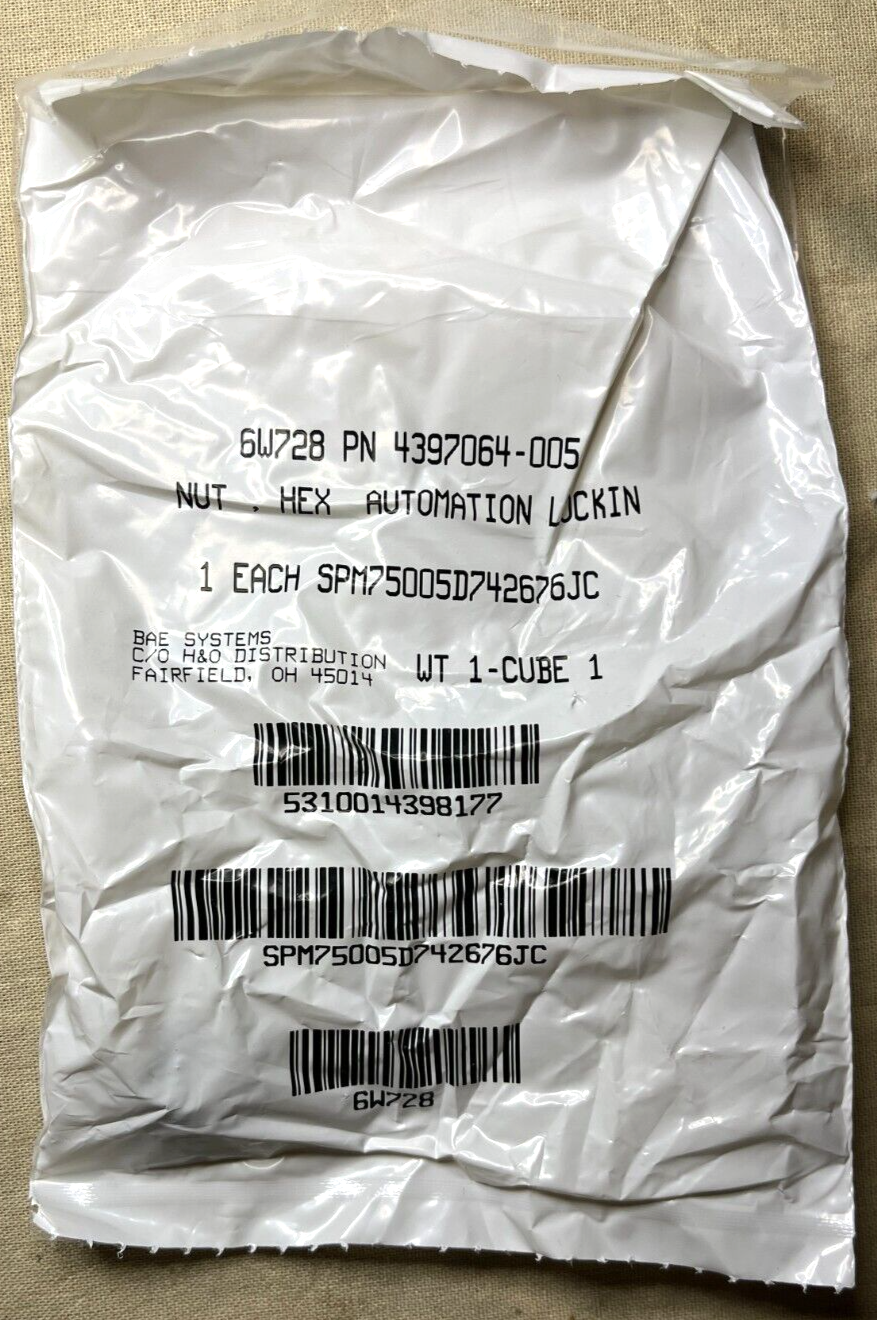 6W728 PN 4397064-005
NUT , HEX AUTOMATION LOCKIN
1 EACH SPM75005D742676JC
BAE SYSTEMS
C/O H&O DISTRIBUTION
FAIRFIELD, OH 45014
WT 1-CUBE 1
5310014398177
SPM75005D742676JC
6W728